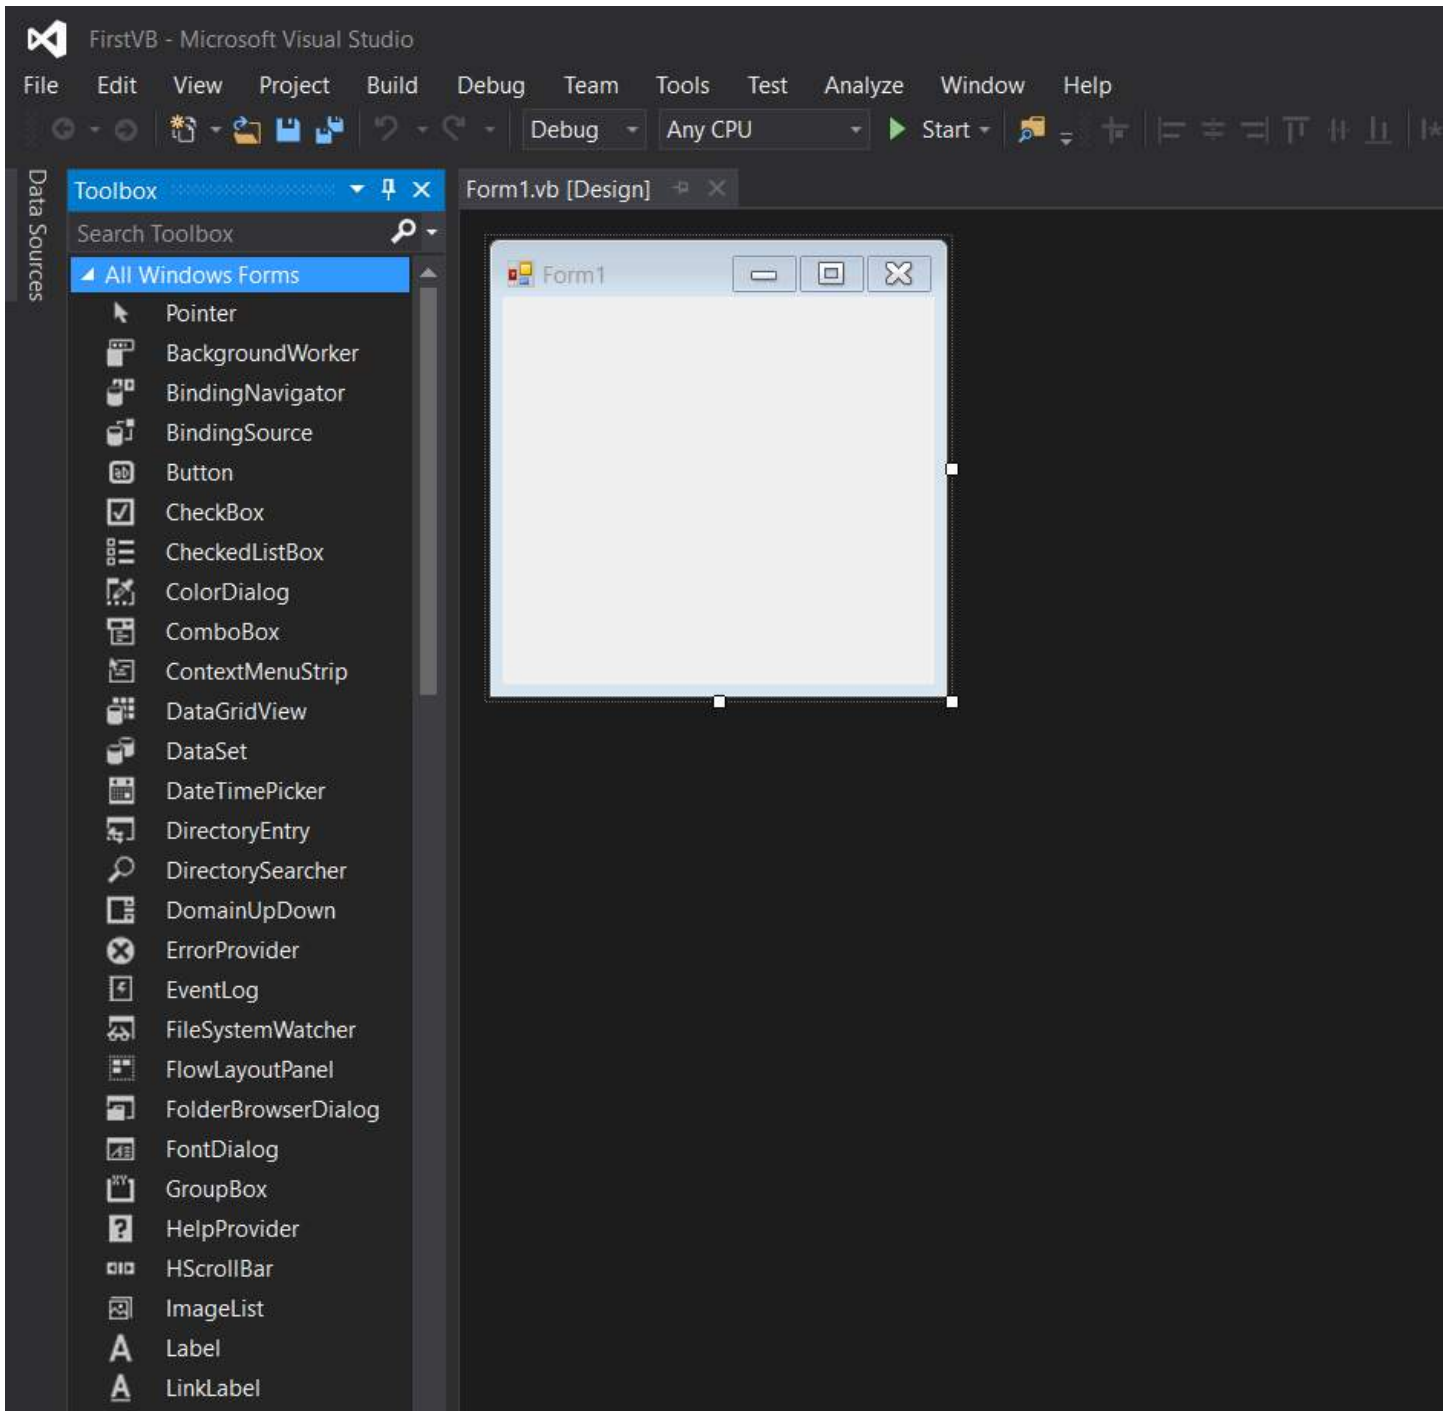 FirstVB - Microsoft Visual Studio
File Edit View Project Build Debug Team Tools Test Analyze Window Help
Debug Any CPU Start
Data Sources
Toolbox
Search Toolbox
All Windows Forms
Pointer
BackgroundWorker
BindingNavigator
BindingSource
Button
CheckBox
CheckedListBox
ColorDialog
ComboBox
ContextMenuStrip
DataGridView
DataSet
DateTimePicker
DirectoryEntry
DirectorySearcher
DomainUpDown
ErrorProvider
EventLog
FileSystemWatcher
FlowLayoutPanel
FolderBrowserDialog
FontDialog
GroupBox
HelpProvider
HScrollBar
ImageList
Label
LinkLabel
Form1.vb [Design]
Form1